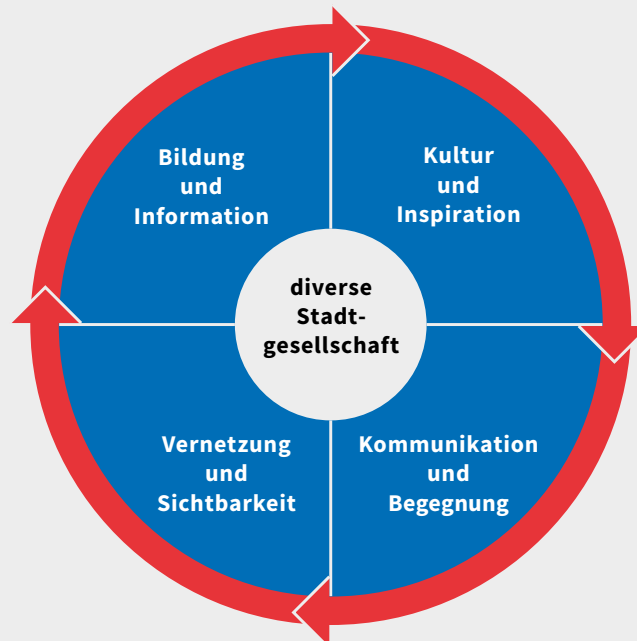 Bildung
und
Information
Kultur
und
Inspiration
diverse
Stadt-
gesellschaft
Vernetzung
und
Sichtbarkeit
Kommunikation
und
Begegnung